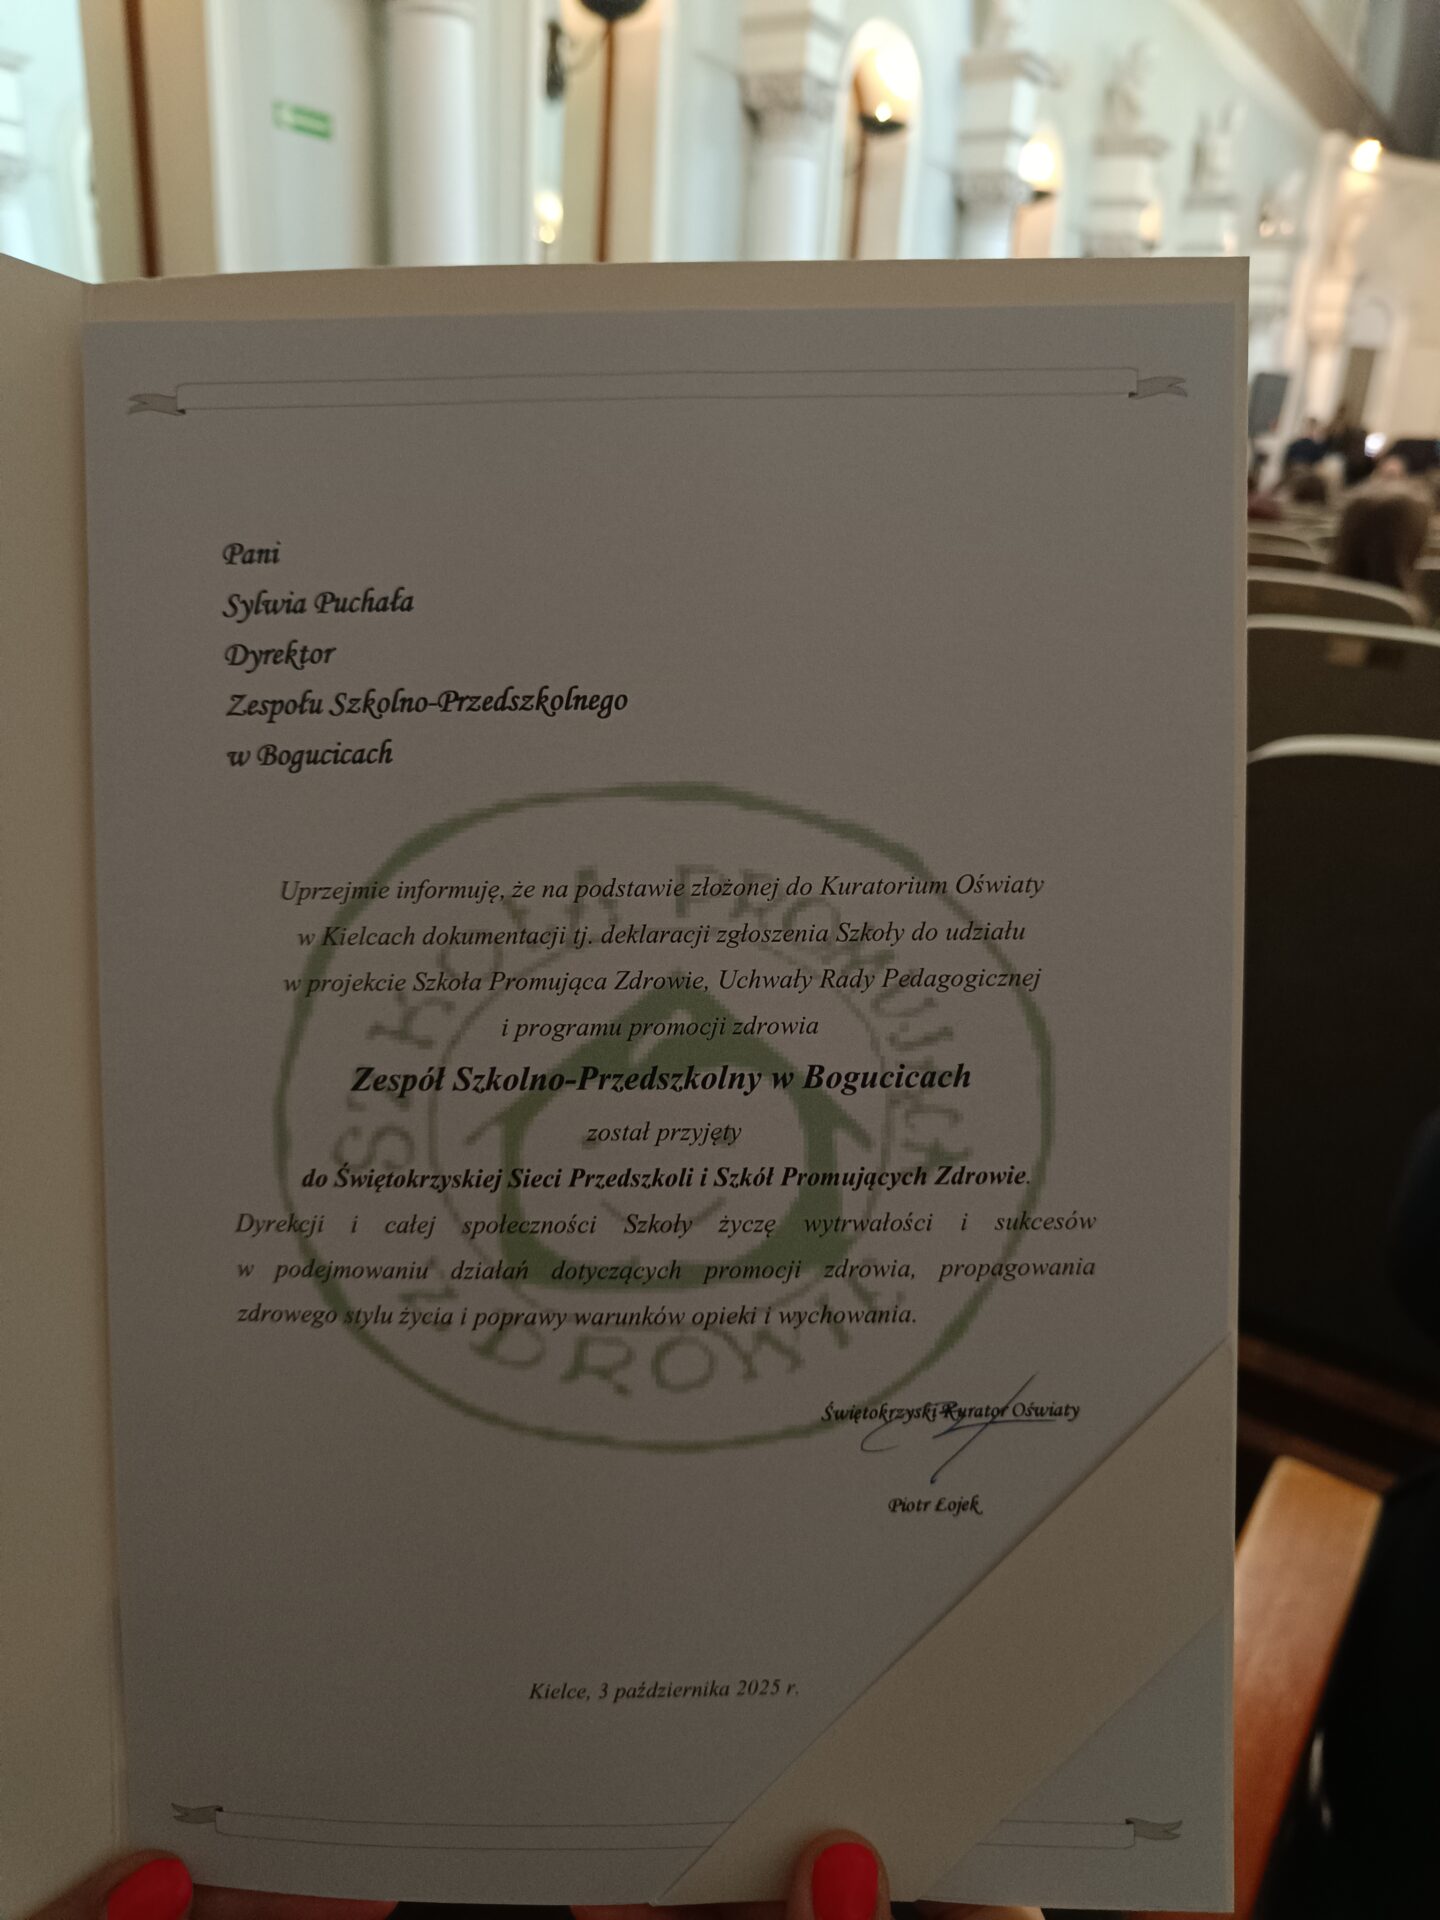 Pani
Sylwia Puchała
Dyrektor
Zespołu Szkolno-Przedszkolnego
w Bogucicach
Uprzejmie informuję, że na podstawie złożonej do Kuratorium Oświaty
w Kielcach dokumentacji tj. deklaracji zgłoszenia Szkoły do udziału
w projekcie Szkoła Promująca Zdrowie, Uchwały Rady Pedagogicznej
i programu promocji zdrowia
Zespół Szkolno-Przedszkolny w Bogucicach
został przyjęty
do Świętokrzyskiej Sieci Przedszkoli i Szkół Promujących Zdrowie.
Dyrekcji i całej społeczności Szkoły życzę wytrwałości i sukcesów
w podejmowaniu działań dotyczących promocji zdrowia, propagowania
zdrowego stylu życia i poprawy warunków opieki i wychowania.
SZKOŁA PROMUJĄCA
ZDROWIE
Świętokrzyski Kurator Oświaty
Piotr Łojek
Kielce, 3 października 2025 r.